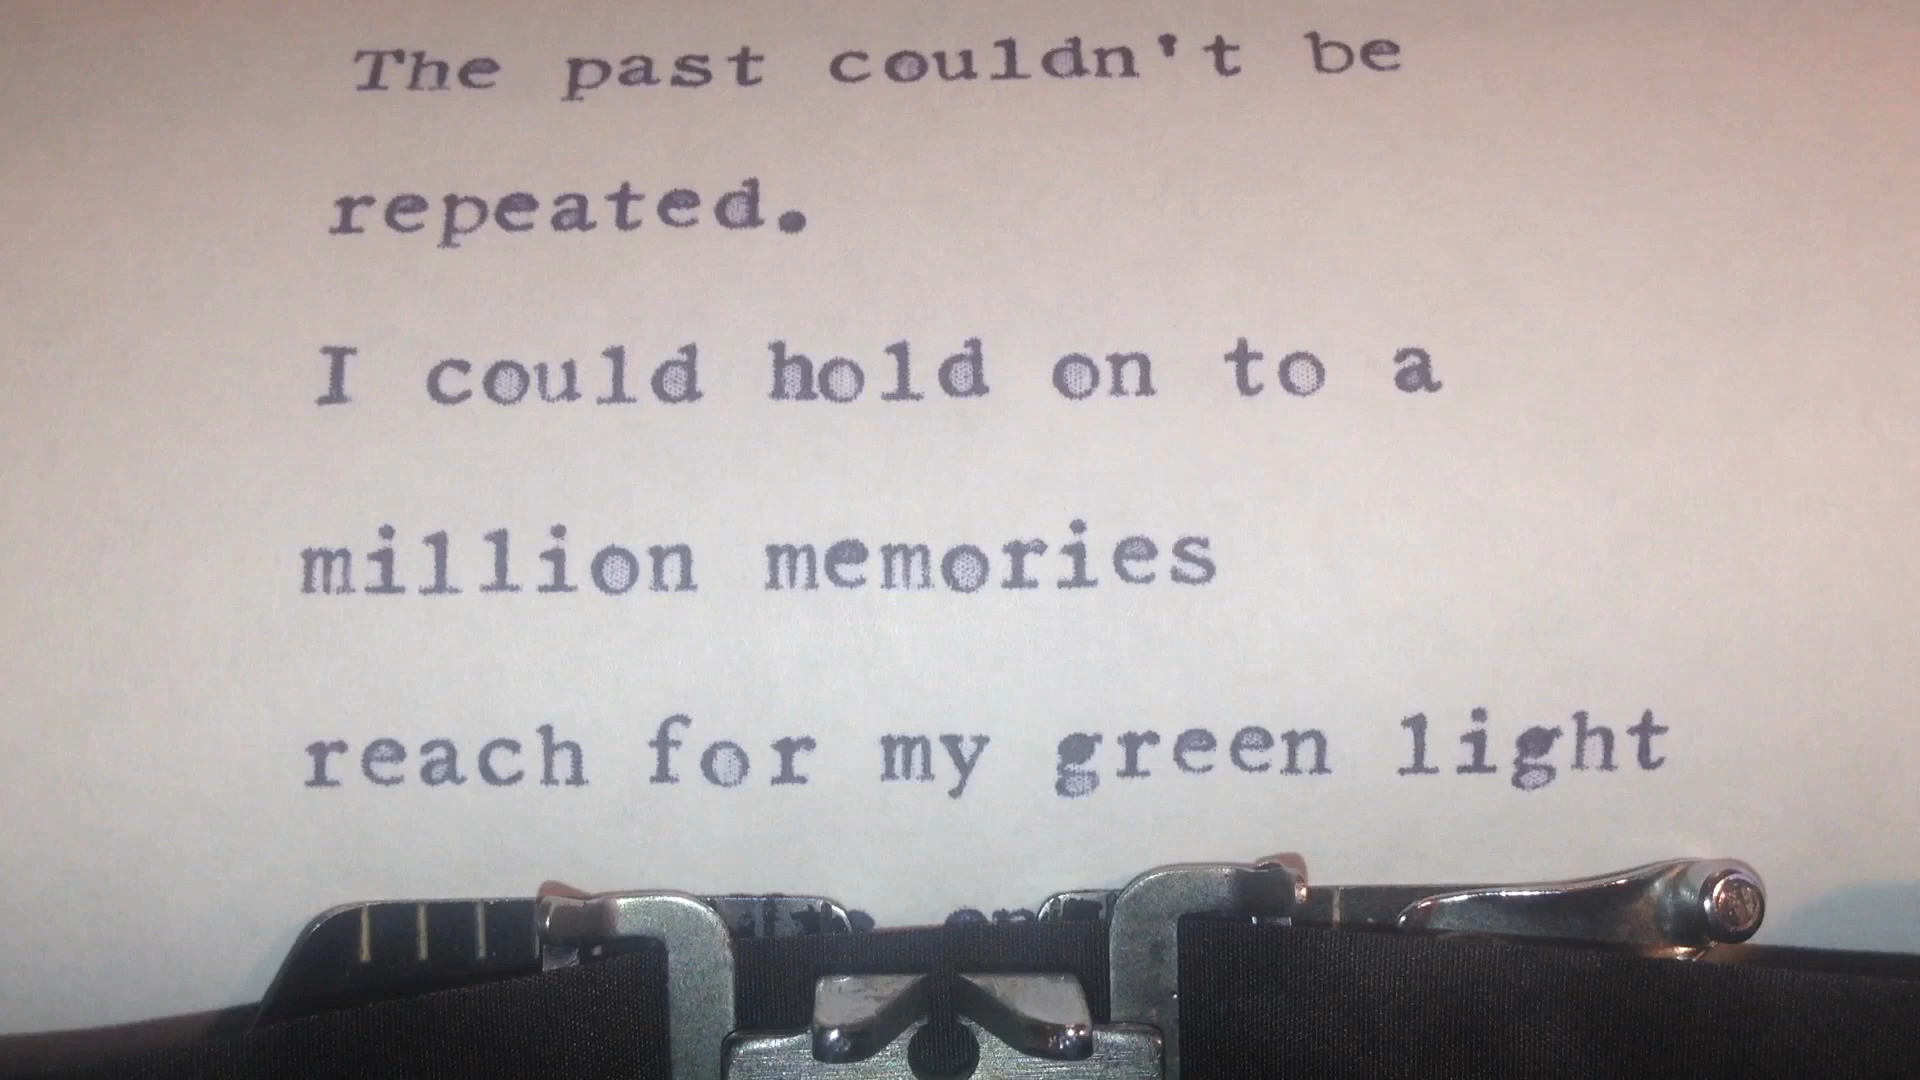 The past couldn't be
repeated.
I could hold on to a
million memories
reach for my green light